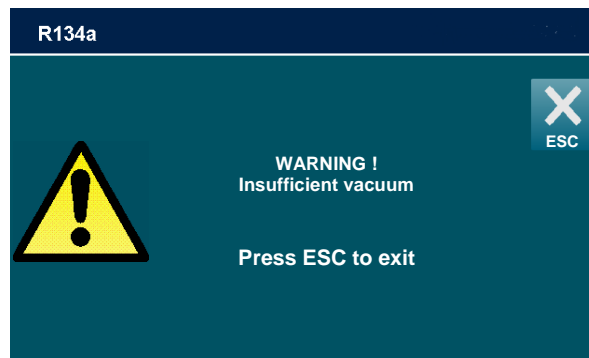 R134a
ESC
WARNING !
Insufficient vacuum
Press ESC to exit